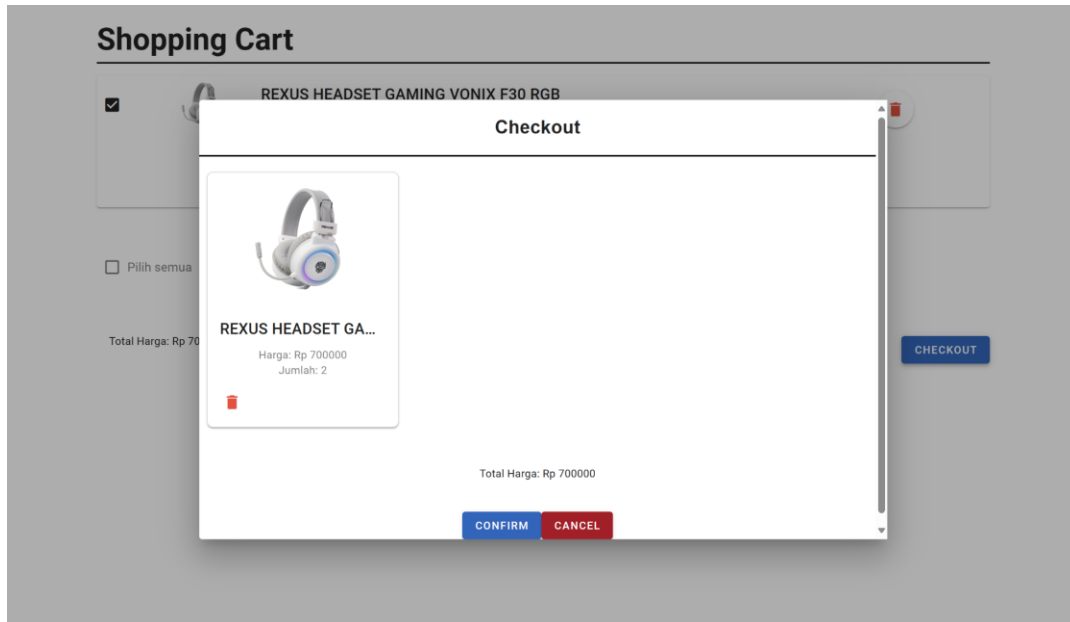 Shopping Cart
REXUS HEADSET GAMING VONIX F30 RGB
Checkout
Pilih semua
REXUS HEADSET GA...
Harga: Rp 700000
Jumlah: 2
Total Harga: Rp 70
CHECKOUT
Total Harga: Rp 700000
CONFIRM
CANCEL